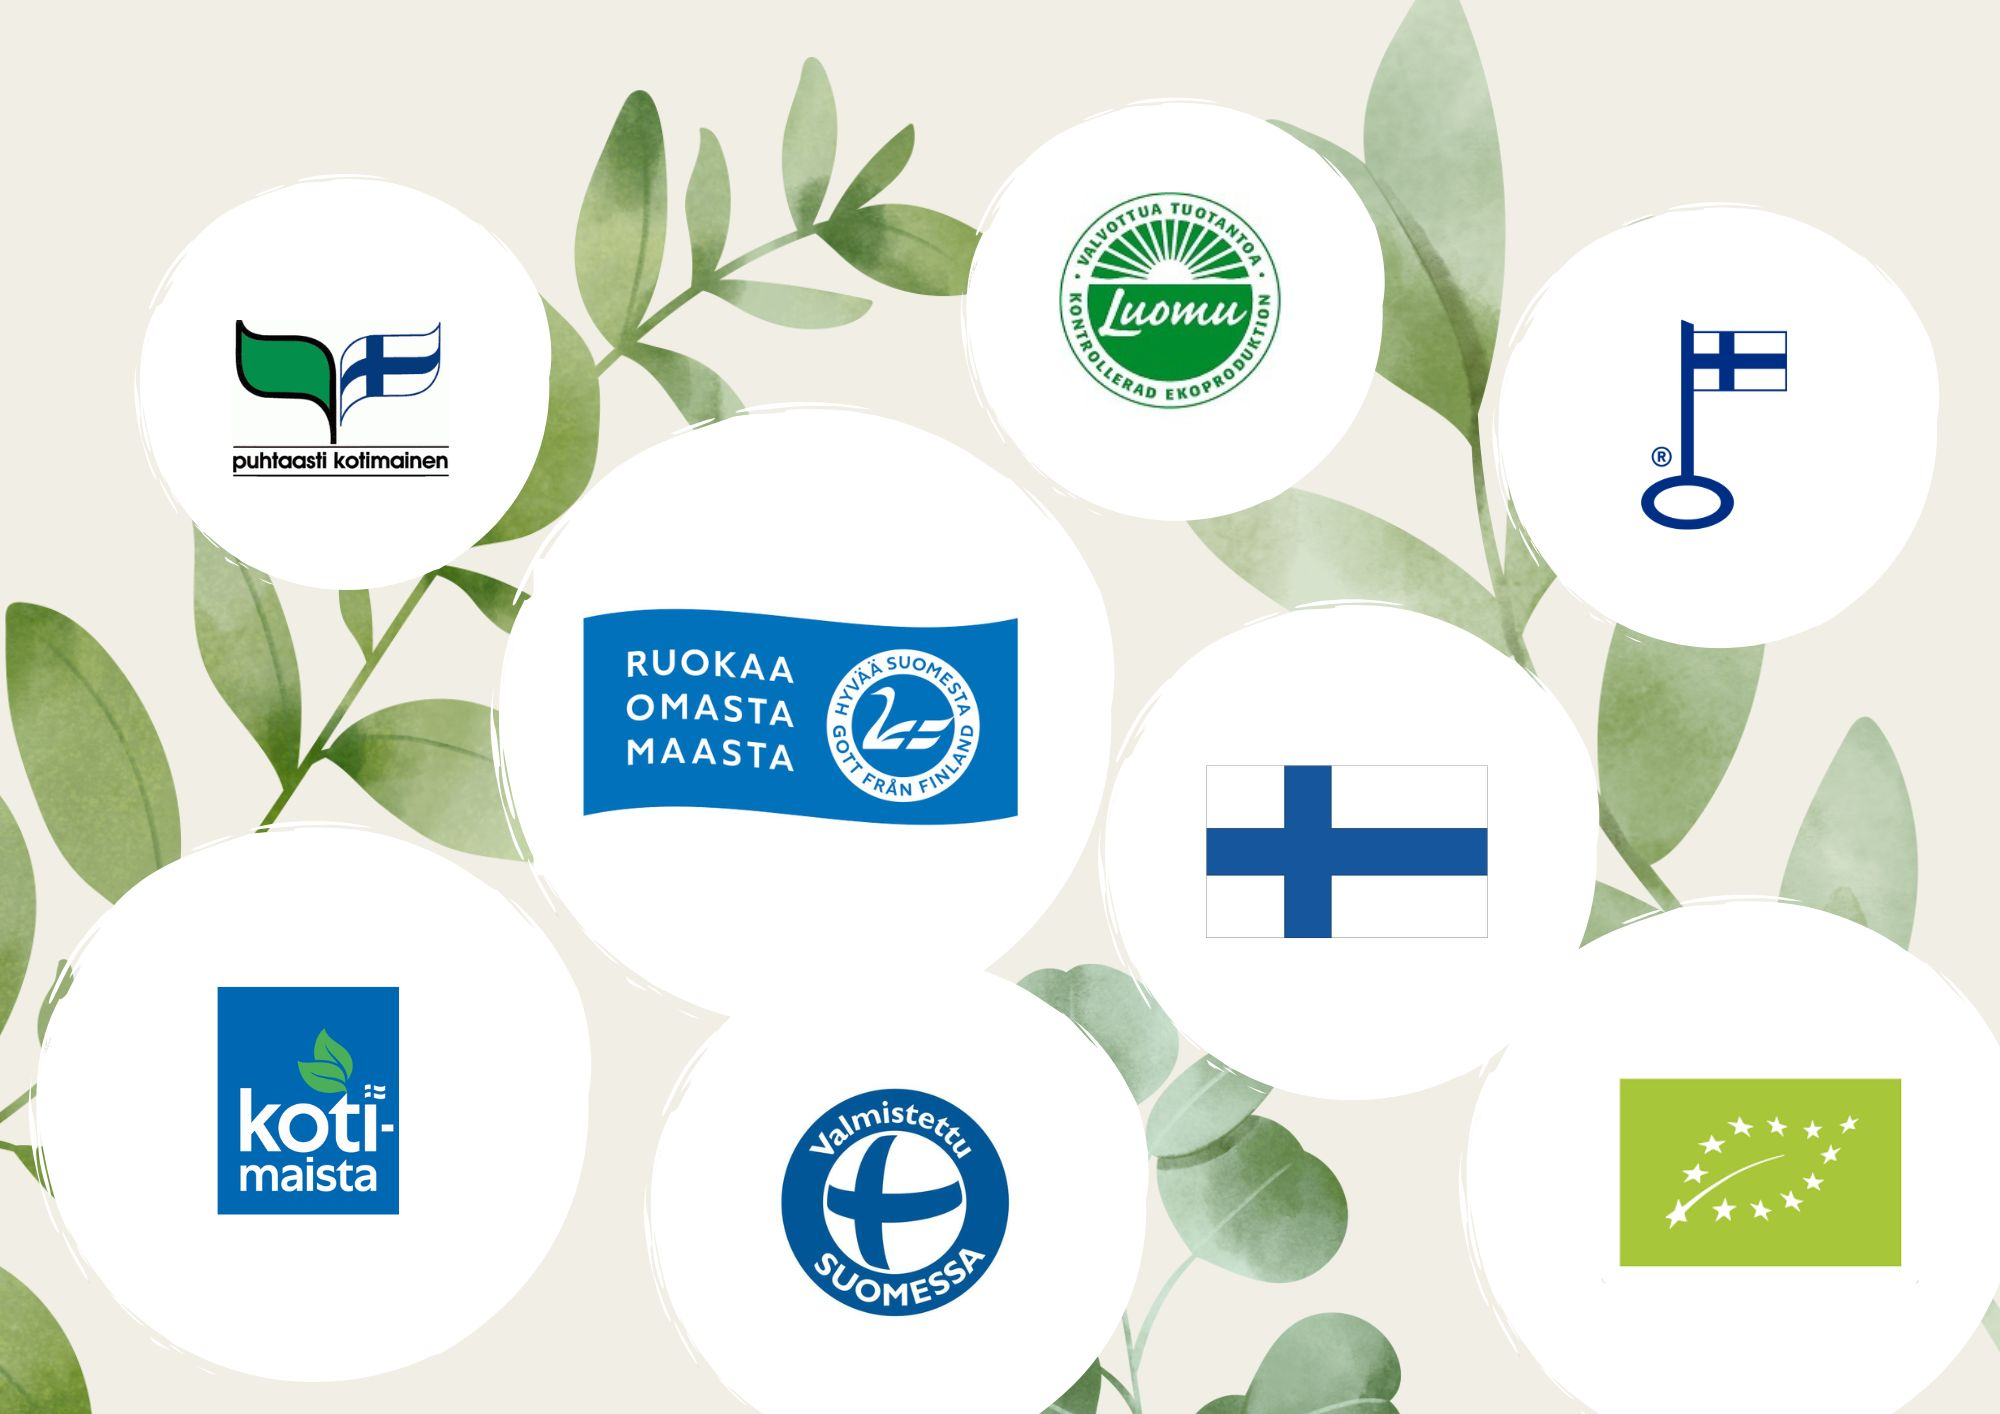 VALVOTTUA TUOTANTOA
Luomu
KONTROLLERAD EKOPRODUKTION
puhtaasti kotimainen
®
RUOKAA
OMASTA
MAASTA
HYVÄÄ SUOMESTA
GOTT FRÅN FINLAND
koti-
maista
Valmistettu
SUOMESSA